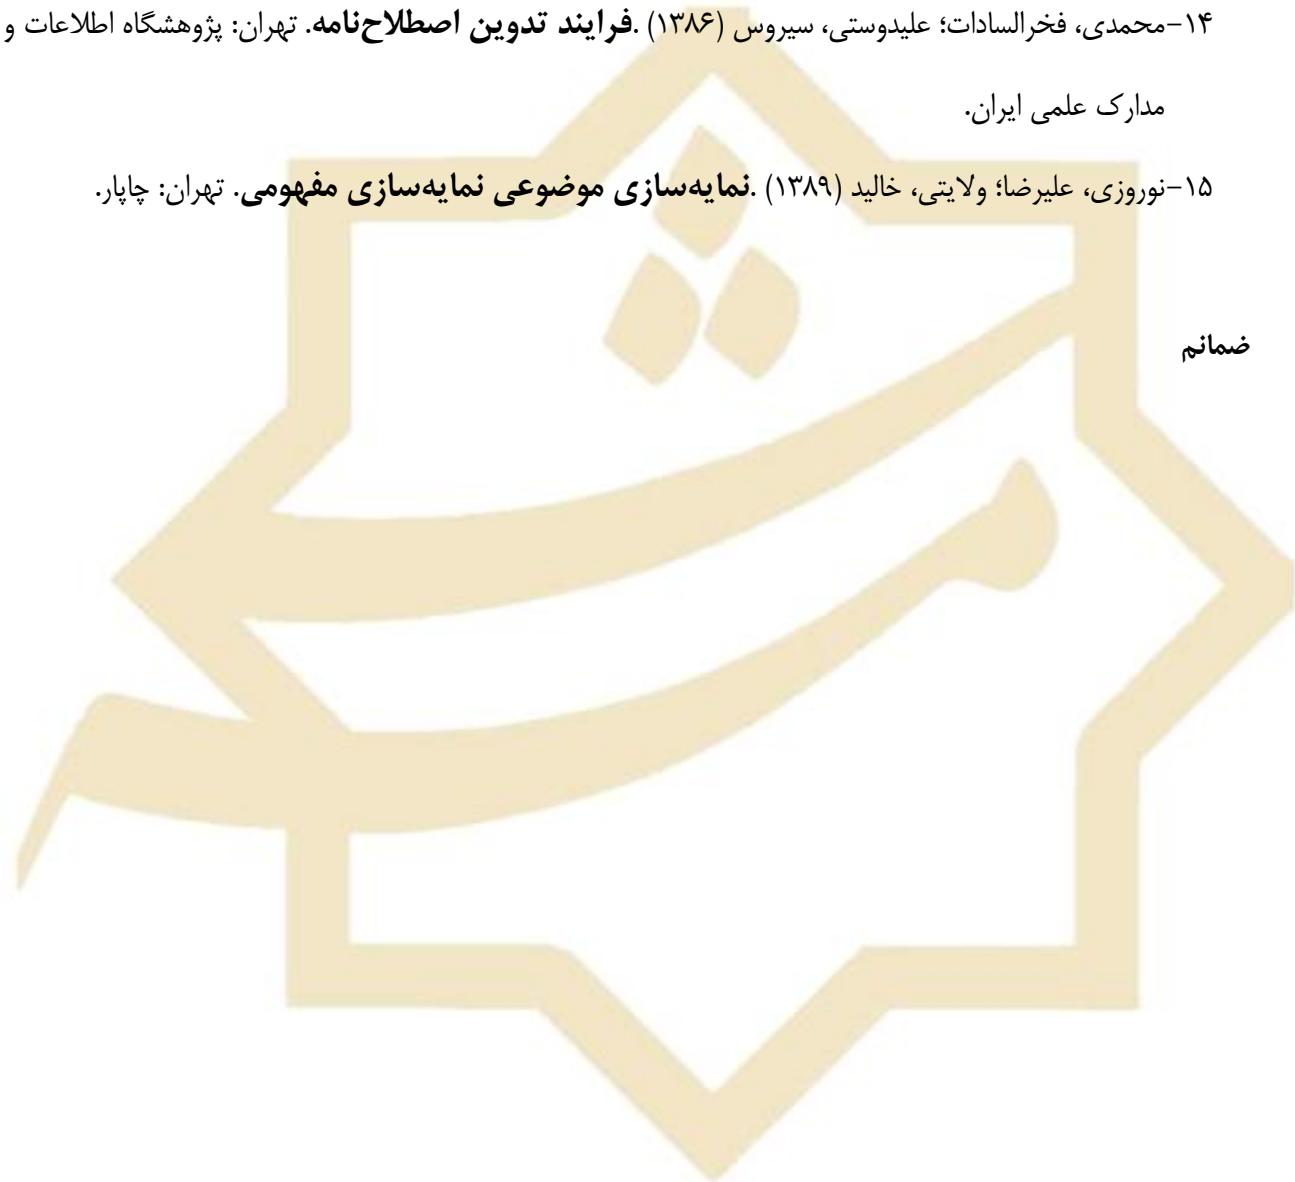 ۱۴-محمدی، فخرالسادات؛ علیدوستی، سیروس (۱۳۸۶) .فرایند تدوین اصطلاح‌نامه. تهران: پژوهشگاه اطلاعات و
مدارک علمی ایران.
۱۵-نوروزی، علیرضا؛ ولایتی، خالید (۱۳۸۹) .نمایه‌سازی موضوعی نمایه‌سازی مفهومی. تهران: چاپار.
ضمانم